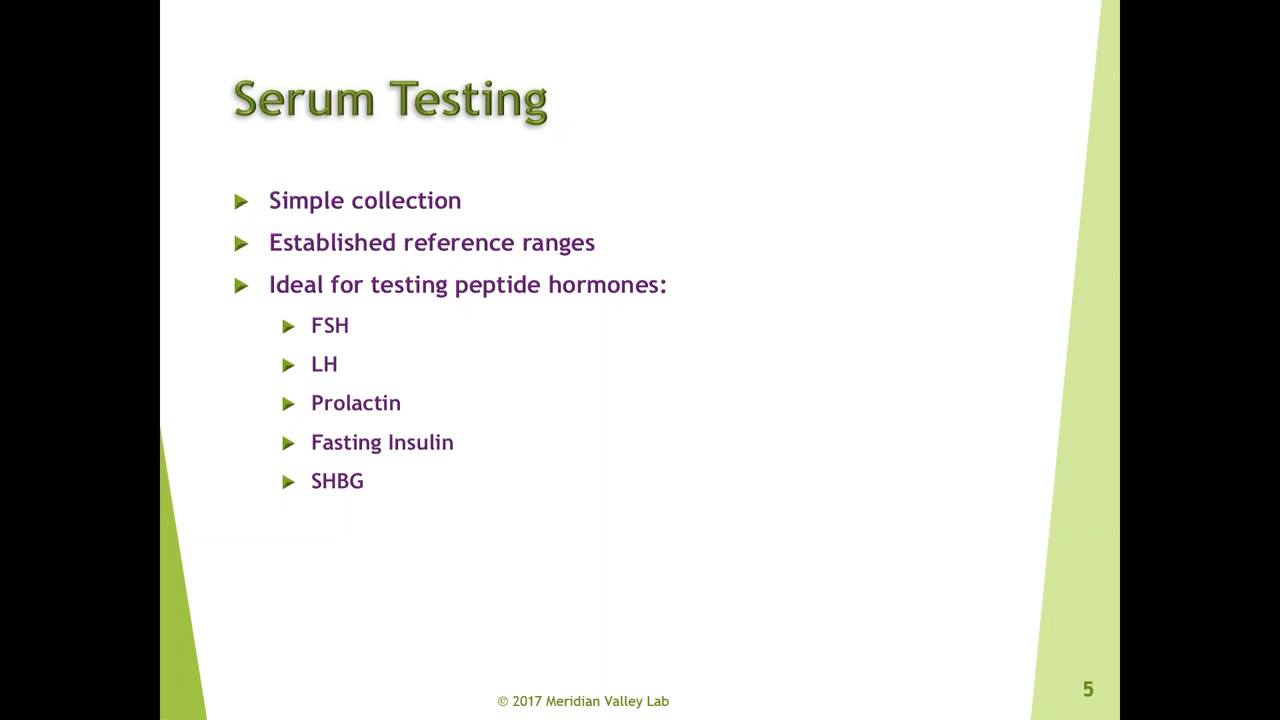 Serum Testing
Simple collection
Established reference ranges
Ideal for testing peptide hormones:
FSH
LH
Prolactin
Fasting Insulin
SHBG
© 2017 Meridian Valley Lab
5